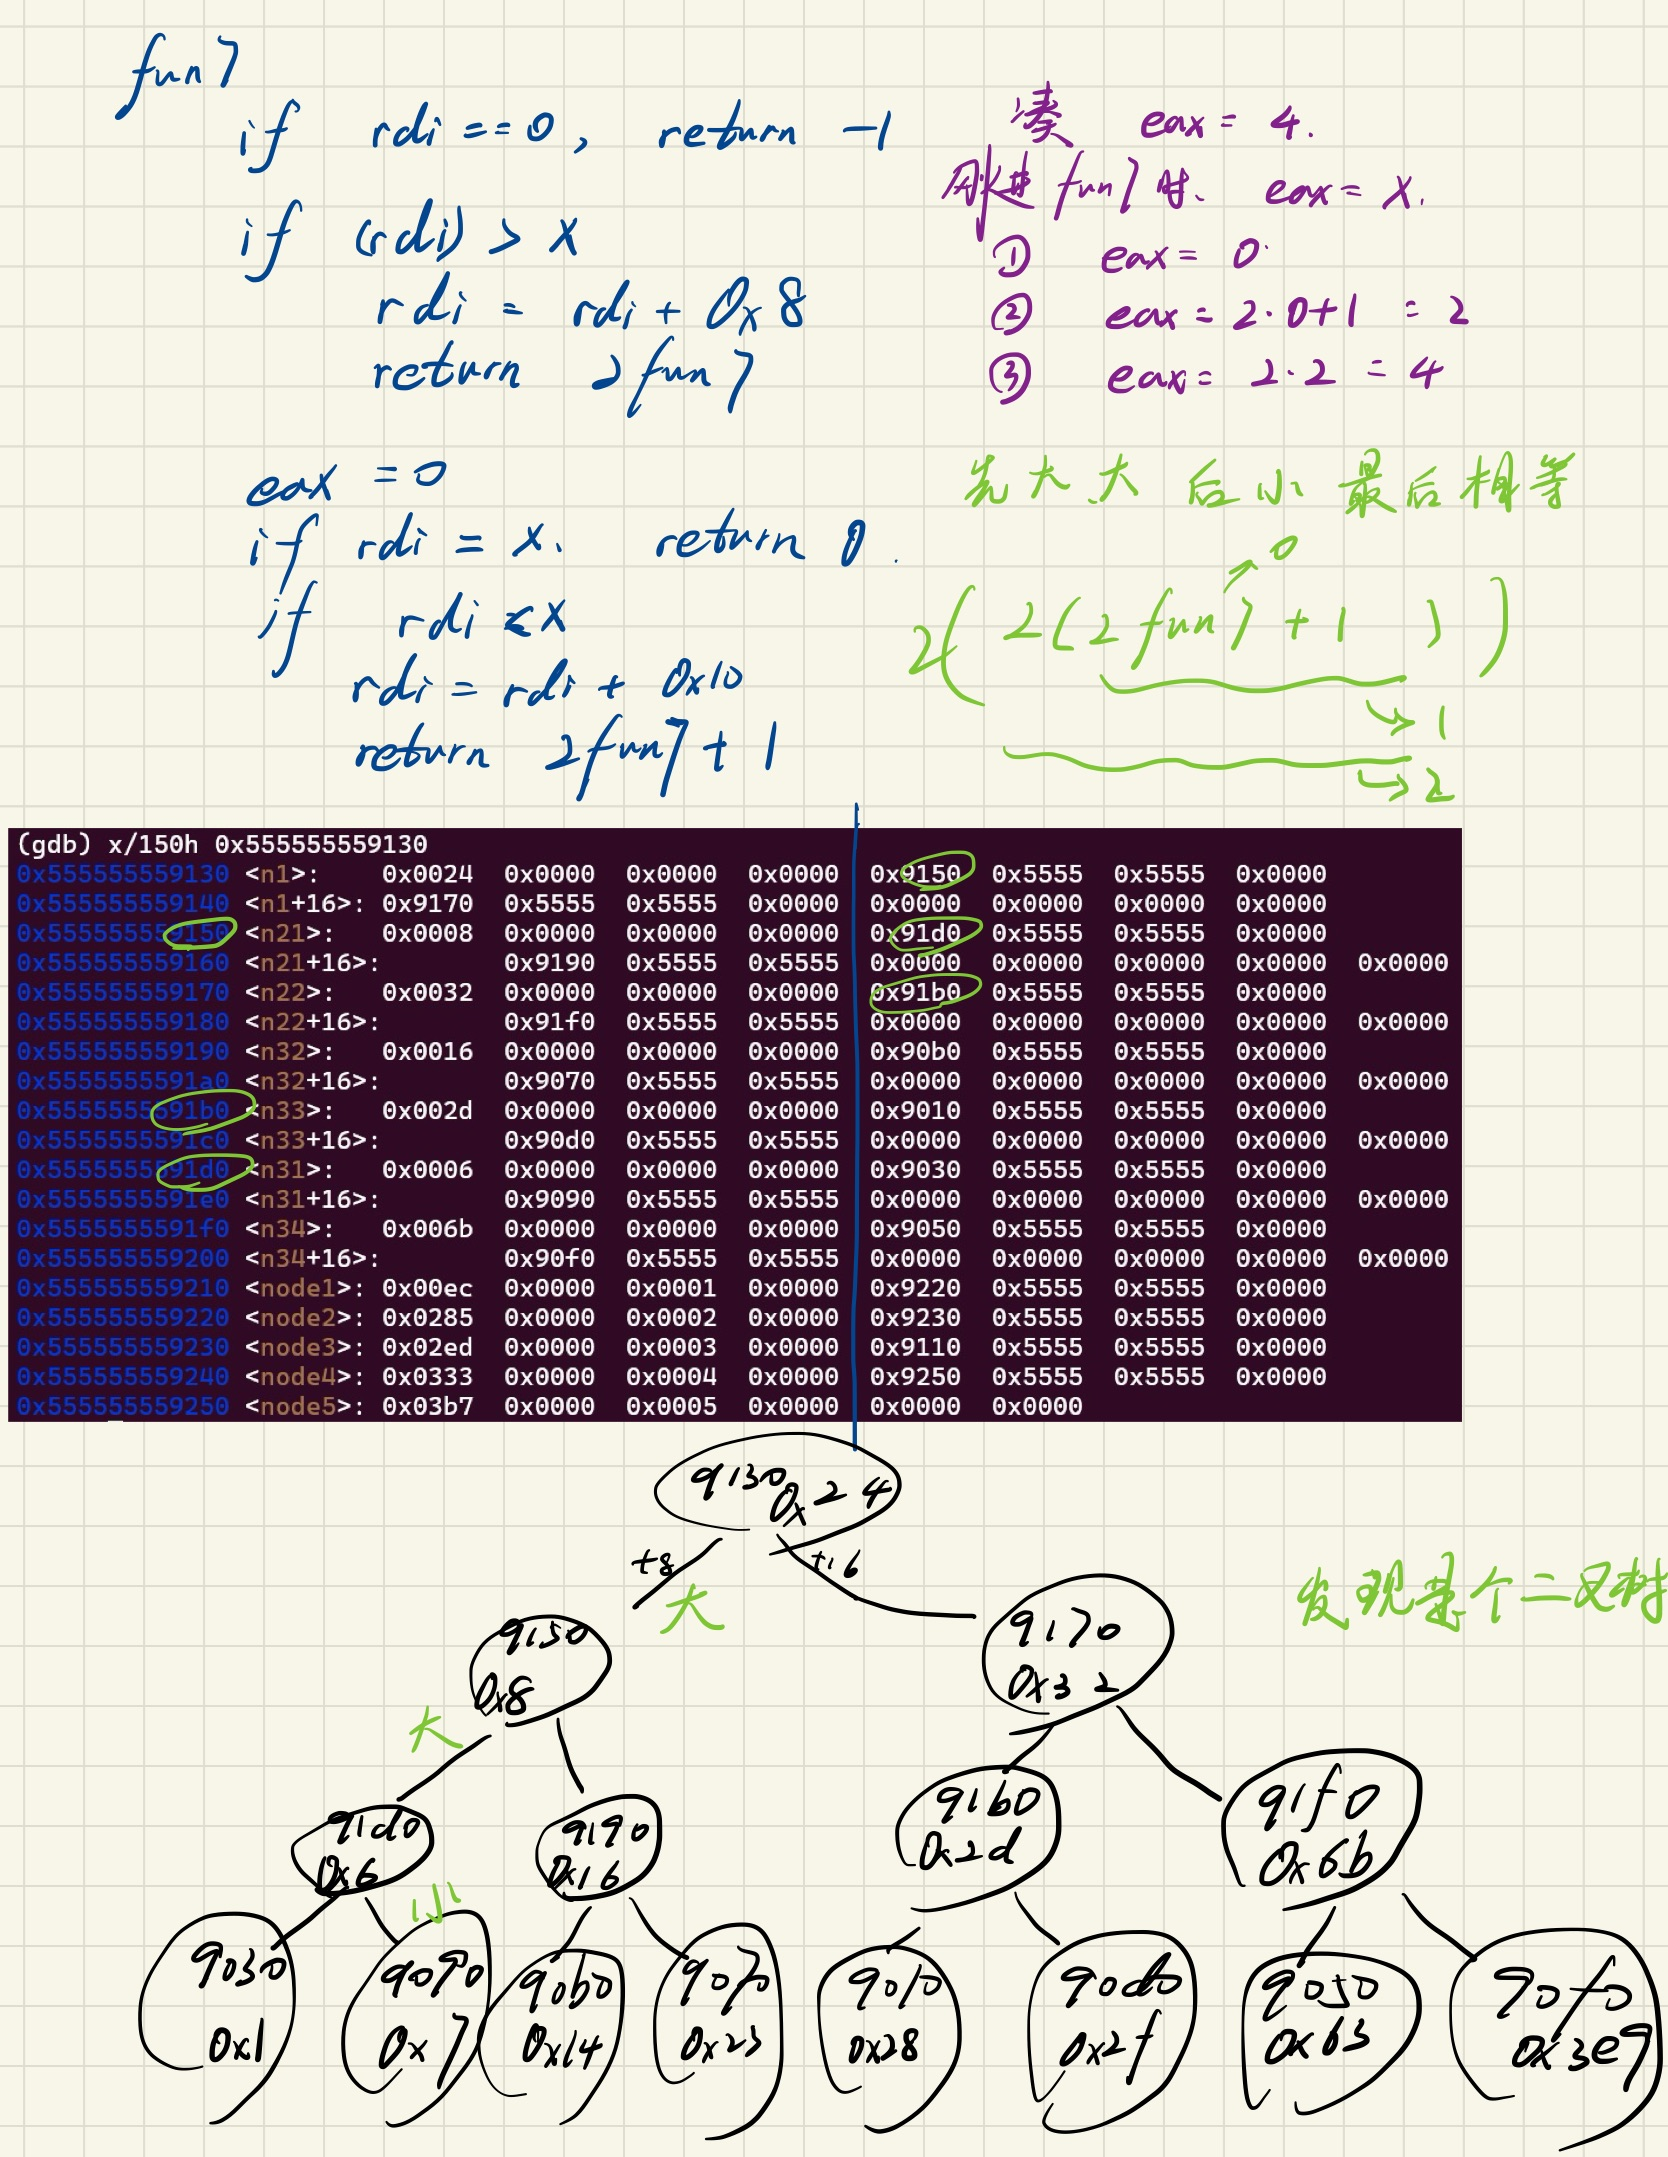 fun7
if rdi == 0, return -1
if (rdi) > x
rdi = rdi + 0x8
return 2fun7
eax = 0
if rdi = x. return 0.
if rdi < x
rdi = rdi + 0x10
return 2fun7 + 1
凑 eax = 4.
刚进 fun7 时. eax = x.
① eax = 0.
② eax = 2·0+1 = 2
③ eax = 2·2 = 4
先大、大 后小 最后相等
0
2( 2(2fun7 + 1 ) )
1
2
(gdb) x/150h 0x555555559130
0x555555559130 <n1>: 0x0024 0x0000 0x0000 0x0000 0x9150 0x5555 0x5555 0x0000
0x555555559140 <n1+16>: 0x9170 0x5555 0x5555 0x0000 0x0000 0x0000 0x0000 0x0000
0x555555559150 <n21>: 0x0008 0x0000 0x0000 0x0000 0x91d0 0x5555 0x5555 0x0000
0x555555559160 <n21+16>: 0x9190 0x5555 0x5555 0x0000 0x0000 0x0000 0x0000 0x0000
0x555555559170 <n22>: 0x0032 0x0000 0x0000 0x0000 0x91b0 0x5555 0x5555 0x0000
0x555555559180 <n22+16>: 0x91f0 0x5555 0x5555 0x0000 0x0000 0x0000 0x0000 0x0000
0x555555559190 <n32>: 0x0016 0x0000 0x0000 0x0000 0x90b0 0x5555 0x5555 0x0000
0x5555555591a0 <n32+16>: 0x9070 0x5555 0x5555 0x0000 0x0000 0x0000 0x0000 0x0000
0x5555555591b0 <n33>: 0x002d 0x0000 0x0000 0x0000 0x9010 0x5555 0x5555 0x0000
0x5555555591c0 <n33+16>: 0x90d0 0x5555 0x5555 0x0000 0x0000 0x0000 0x0000 0x0000
0x5555555591d0 <n31>: 0x0006 0x0000 0x0000 0x0000 0x9030 0x5555 0x5555 0x0000
0x5555555591e0 <n31+16>: 0x9090 0x5555 0x5555 0x0000 0x0000 0x0000 0x0000 0x0000
0x5555555591f0 <n34>: 0x006b 0x0000 0x0000 0x0000 0x9050 0x5555 0x5555 0x0000
0x555555559200 <n34+16>: 0x90f0 0x5555 0x5555 0x0000 0x0000 0x0000 0x0000 0x0000
0x555555559210 <node1>: 0x00ec 0x0000 0x0001 0x0000 0x9220 0x5555 0x5555 0x0000
0x555555559220 <node2>: 0x0285 0x0000 0x0002 0x0000 0x9230 0x5555 0x5555 0x0000
0x555555559230 <node3>: 0x02ed 0x0000 0x0003 0x0000 0x9110 0x5555 0x5555 0x0000
0x555555559240 <node4>: 0x0333 0x0000 0x0004 0x0000 0x9250 0x5555 0x5555 0x0000
0x555555559250 <node5>: 0x03b7 0x0000 0x0005 0x0000 0x0000 0x0000
9130
0x24
+8 +16
大
发现是个二叉树
9150
0x8
9170
0x32
大
91d0
0x6
9190
0x16
91b0
0x2d
91f0
0x6b
小
9030
0x1
9090
0x7
90b0
0x14
9070
0x23
9010
0x28
90d0
0x2f
9050
0x63
90f0
0x3e9